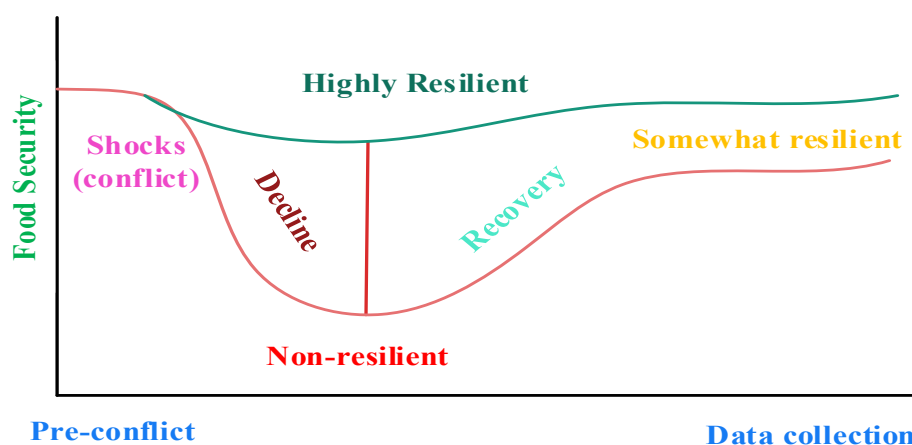 Highly Resilient
Food Security
Shocks
(conflict)
Somewhat resilient
Decline
Recovery
Non-resilient
Pre-conflict
Data collection